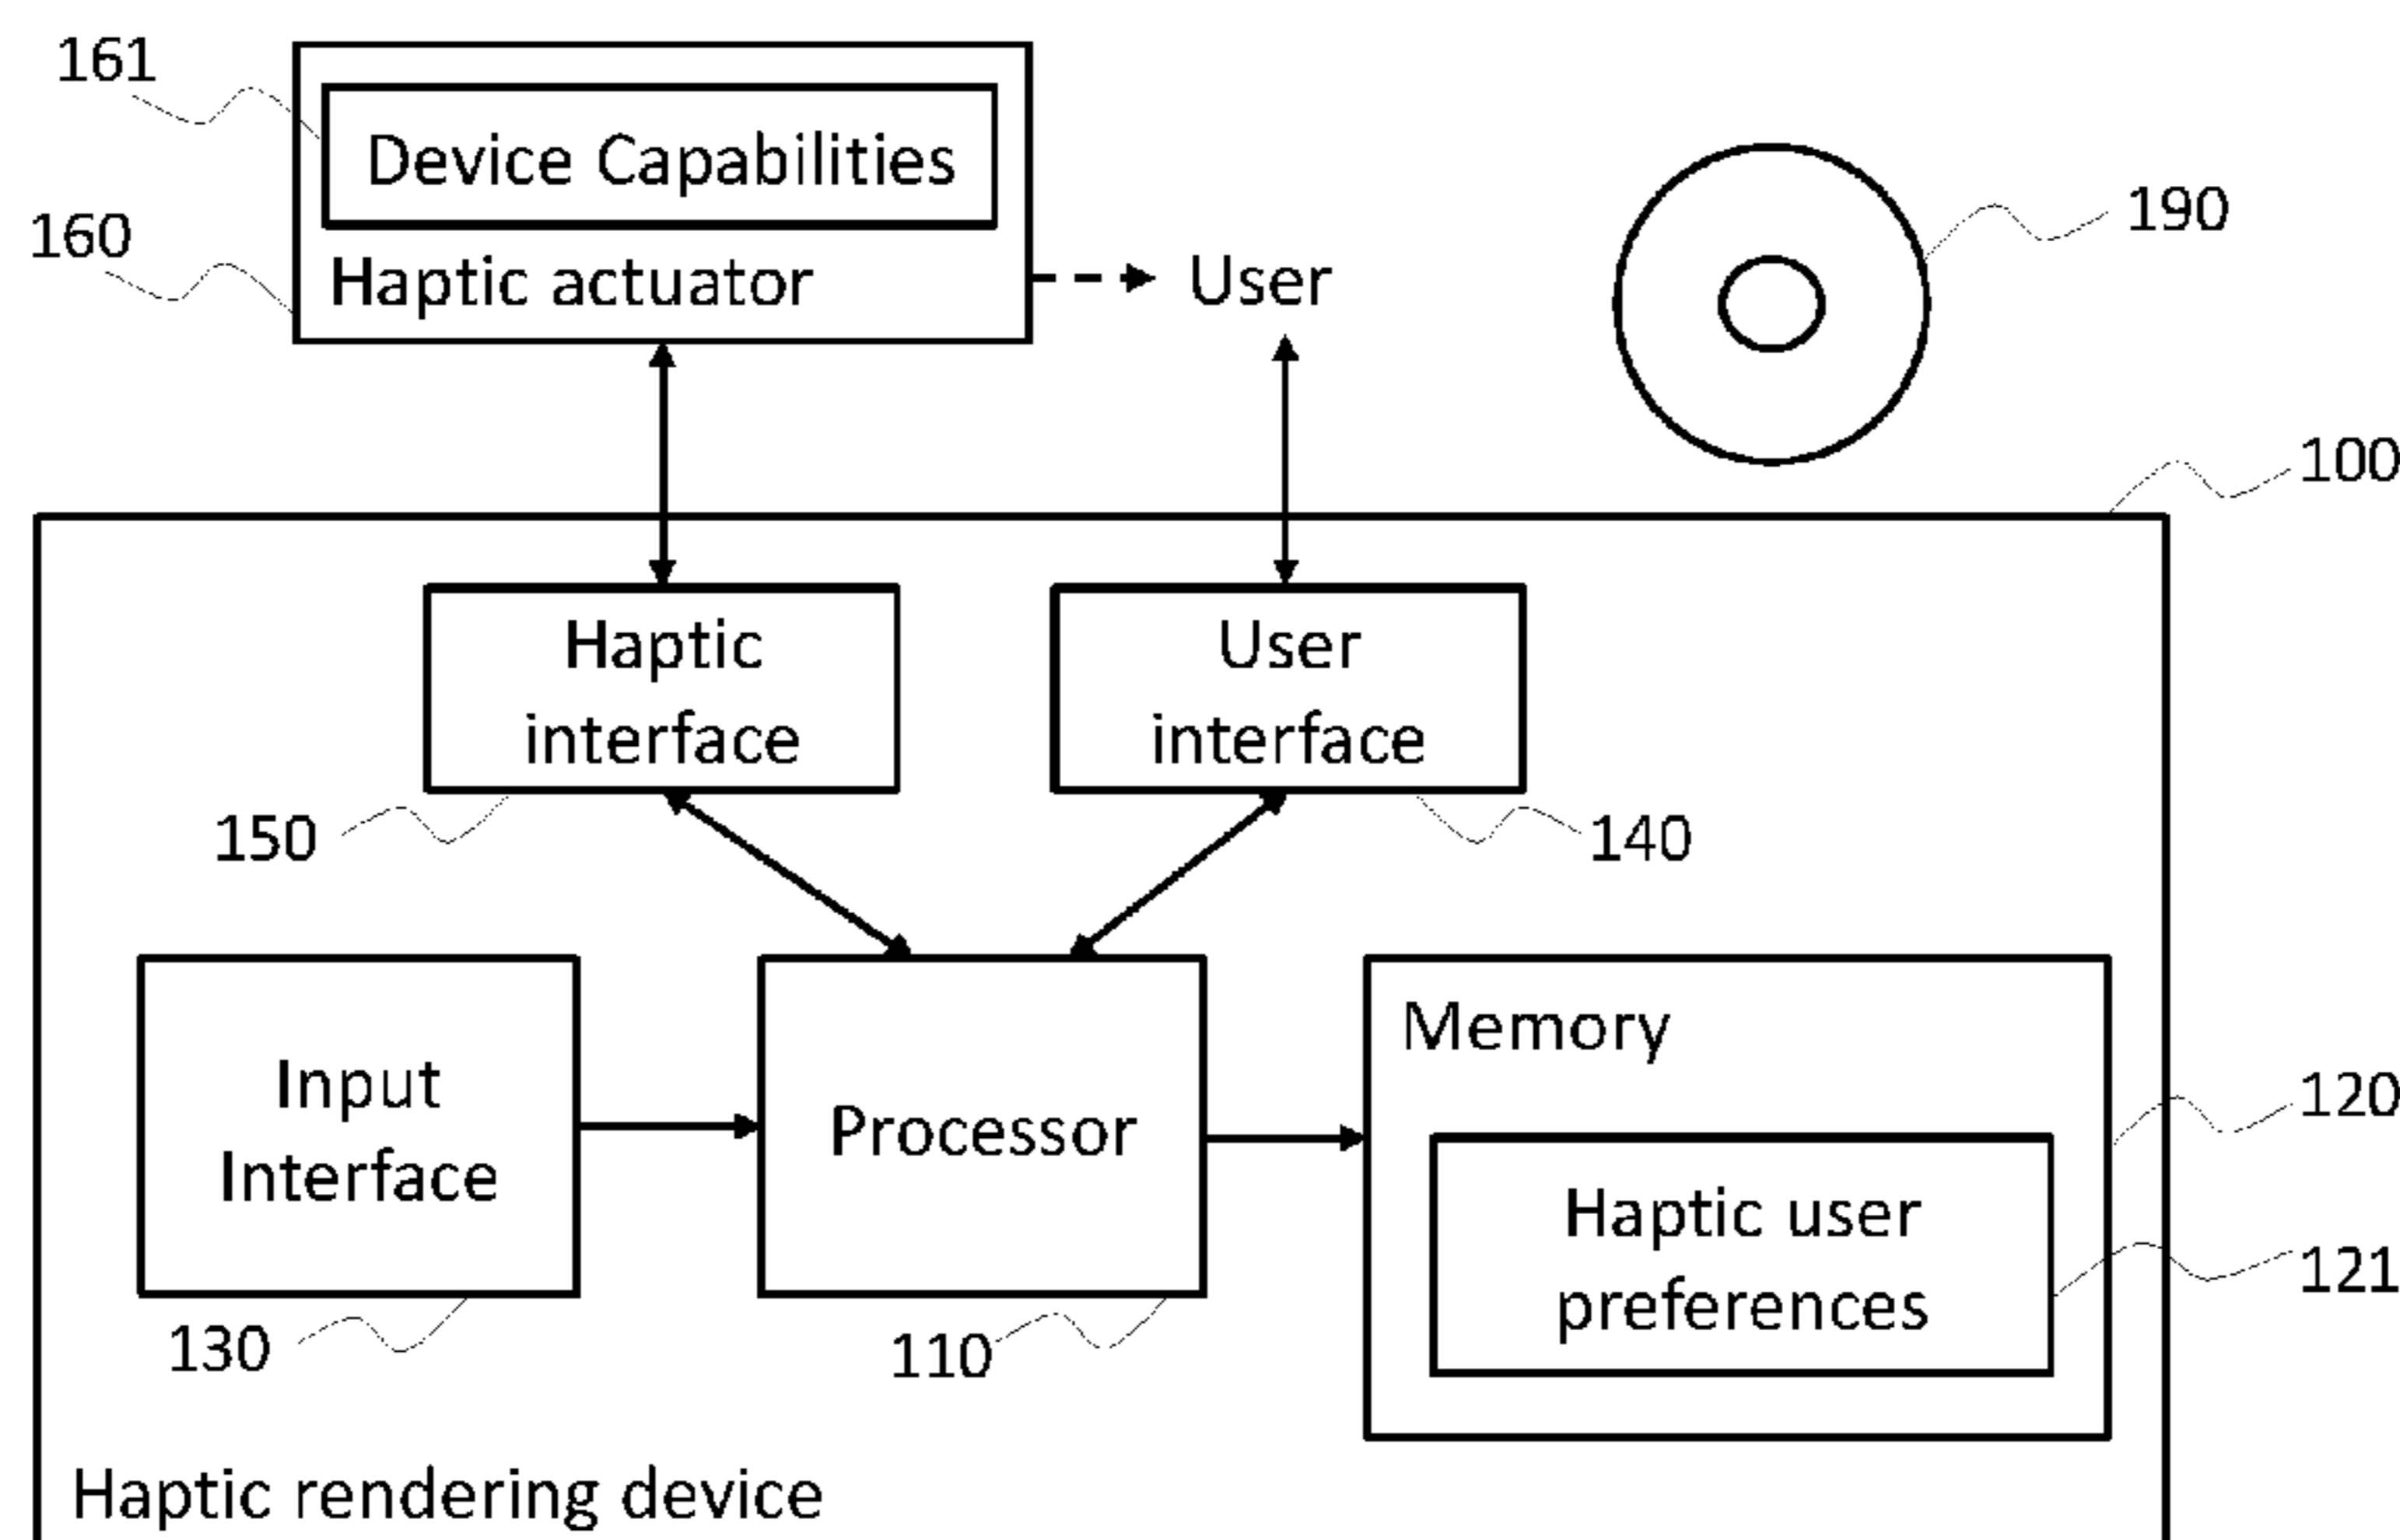 161
Device Capabilities
160
Haptic actuator
User
190
100
Haptic
interface
User
interface
150
140
Input
Interface
Processor
Memory
Haptic user
preferences
120
121
130
110
Haptic rendering device